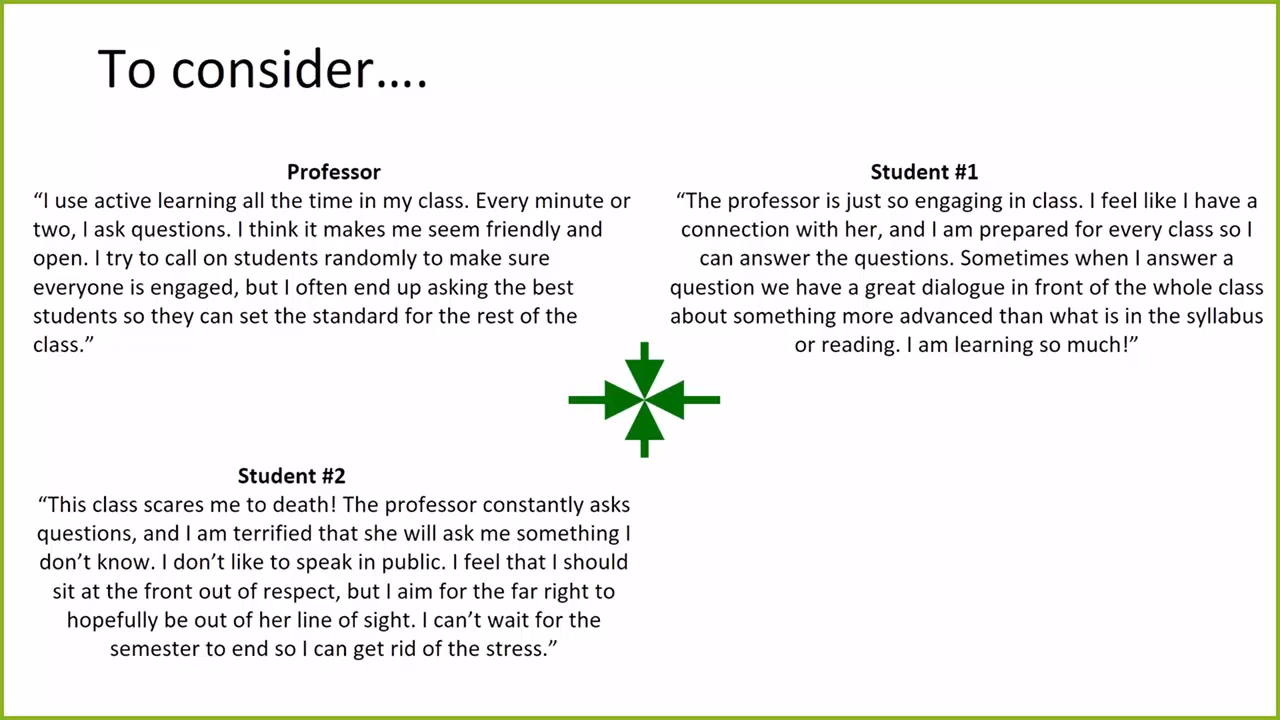 To consider....
Professor
“I use active learning all the time in my class. Every minute or
two, I ask questions. I think it makes me seem friendly and
open. I try to call on students randomly to make sure
everyone is engaged, but I often end up asking the best
students so they can set the standard for the rest of the
class.”
Student #1
“The professor is just so engaging in class. I feel like I have a
connection with her, and I am prepared for every class so I
can answer the questions. Sometimes when I answer a
question we have a great dialogue in front of the whole class
about something more advanced than what is in the syllabus
or reading. I am learning so much!”
Student #2
“This class scares me to death! The professor constantly asks
questions, and I am terrified that she will ask me something I
don’t know. I don’t like to speak in public. I feel that I should
sit at the front out of respect, but I aim for the far right to
hopefully be out of her line of sight. I can’t wait for the
semester to end so I can get rid of the stress.”